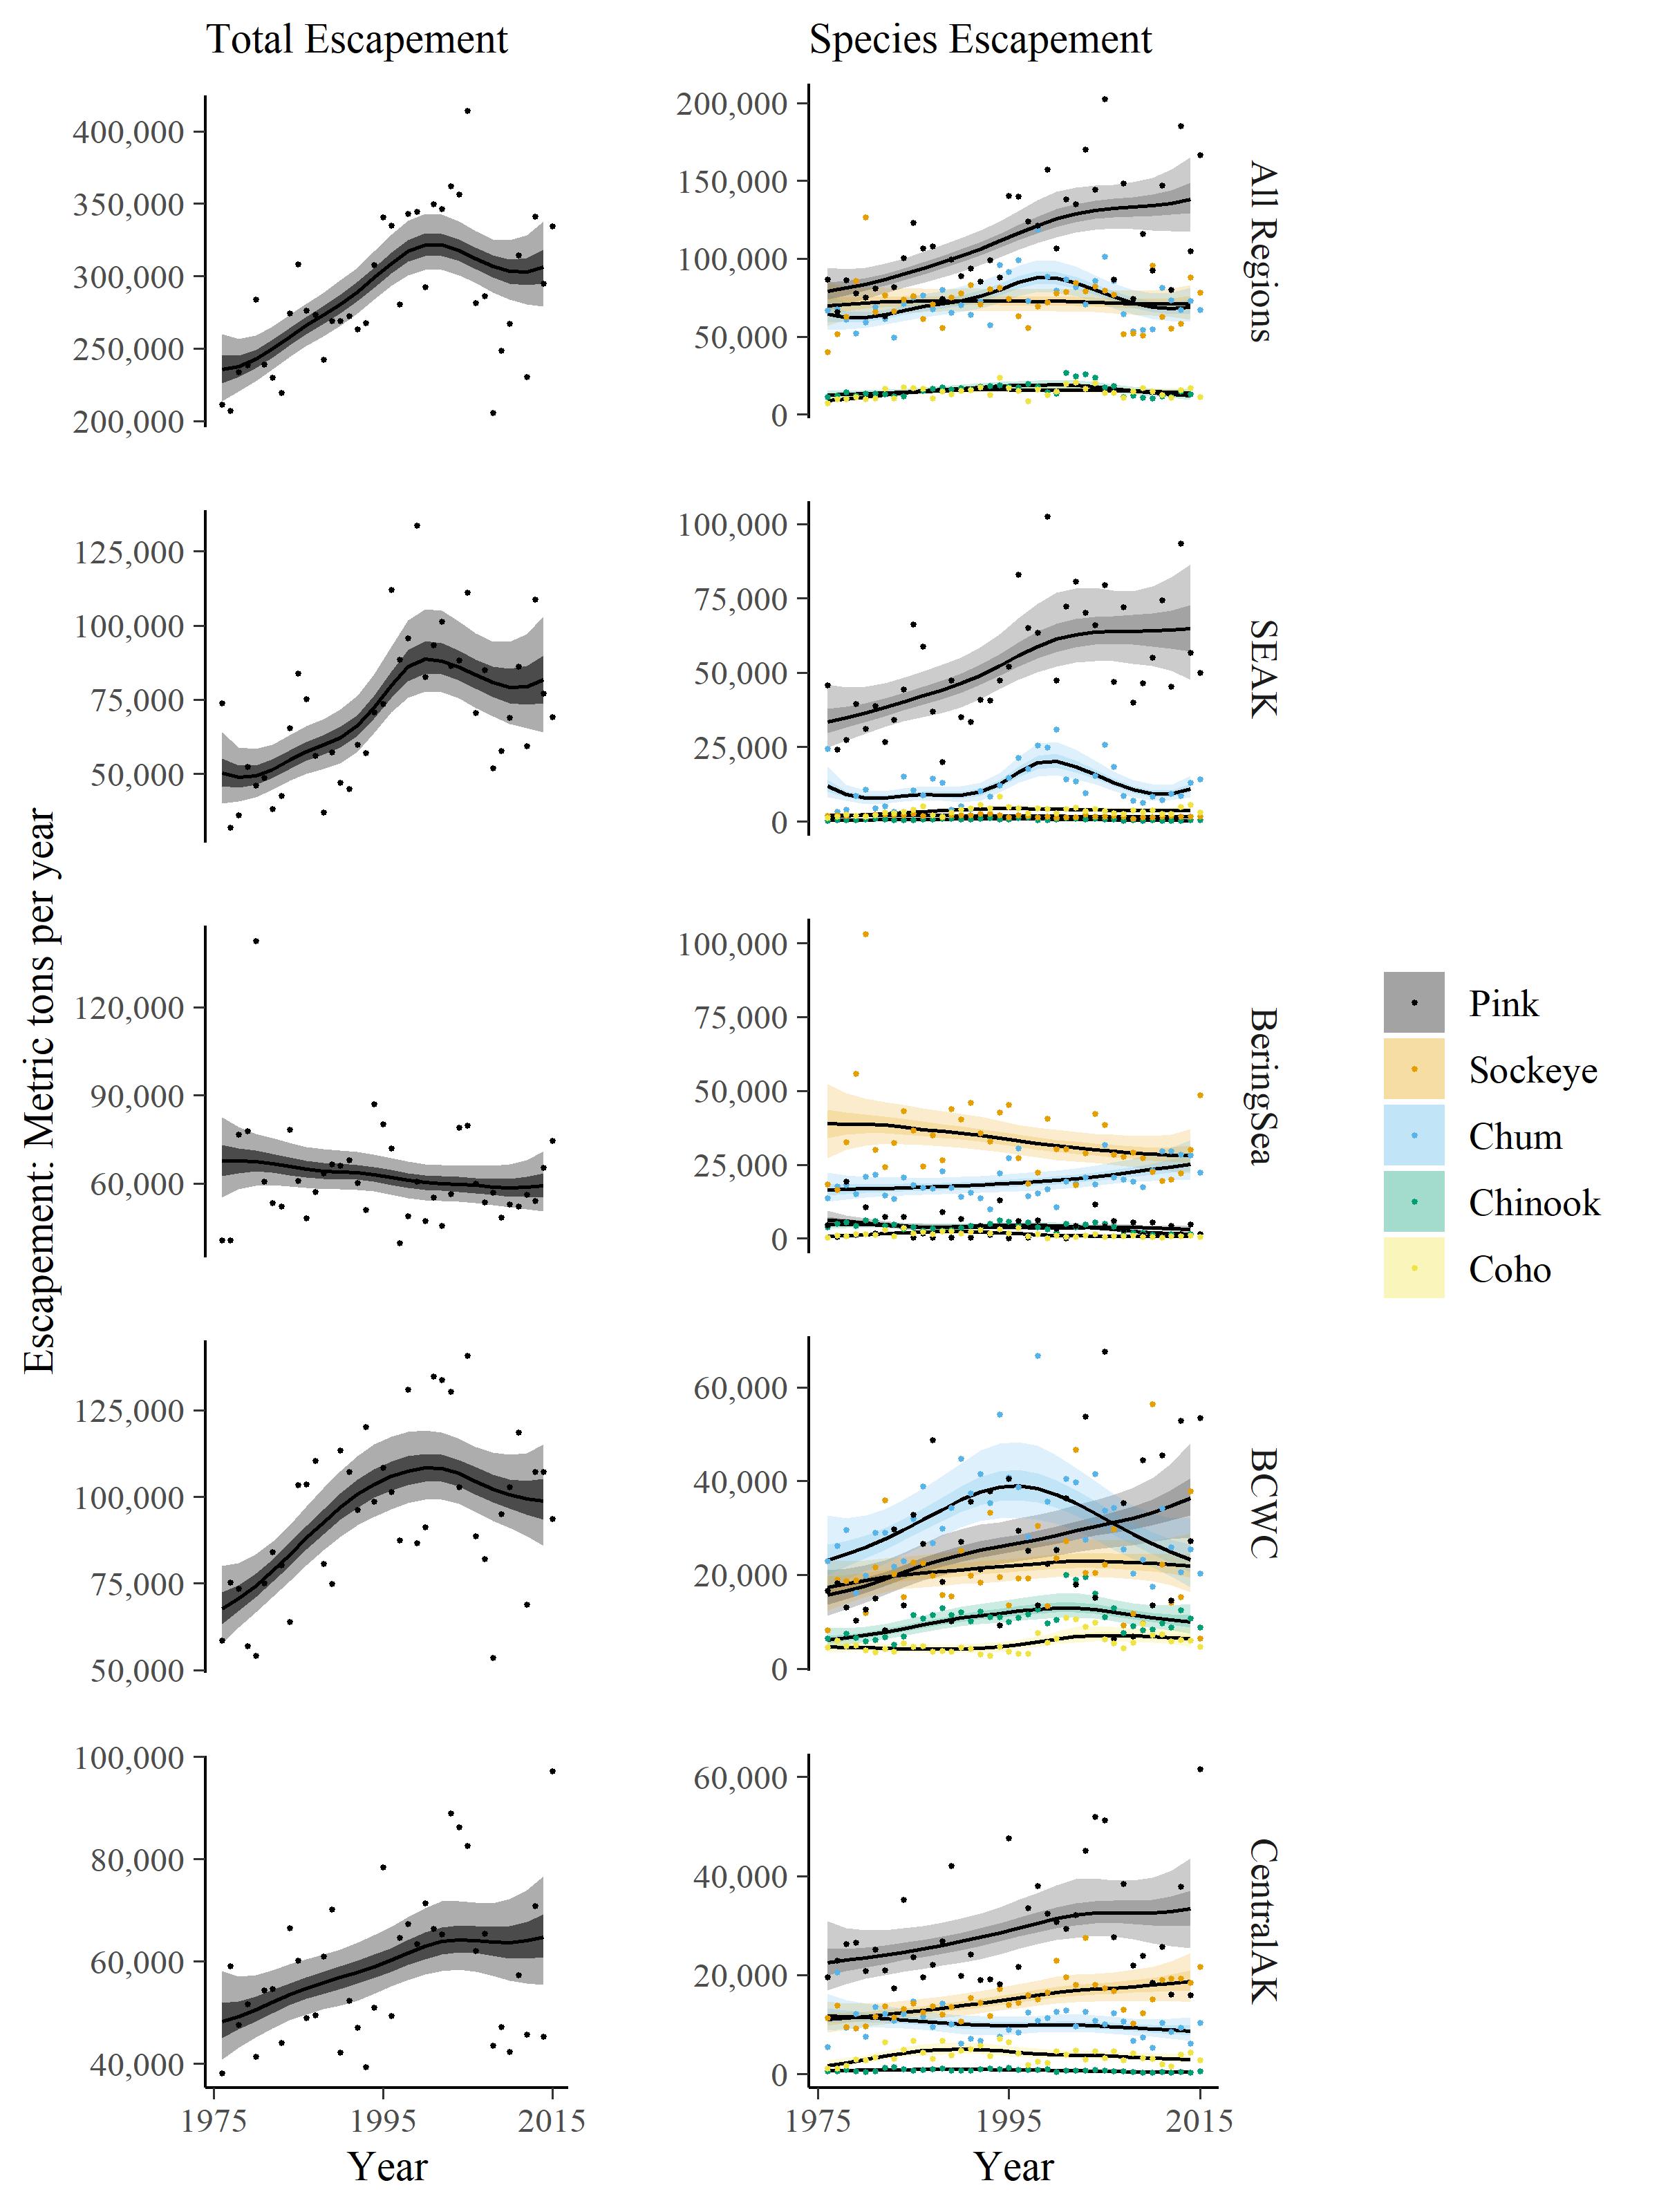 Total Escapement
Species Escapement
Escapement: Metric tons per year
400,000
350,000
300,000
250,000
200,000
200,000
150,000
100,000
50,000
0
All Regions
125,000
100,000
75,000
50,000
100,000
75,000
50,000
25,000
0
SEAK
120,000
90,000
60,000
100,000
75,000
50,000
25,000
0
BeringSea
125,000
100,000
75,000
50,000
60,000
40,000
20,000
0
BCWC
100,000
80,000
60,000
40,000
60,000
40,000
20,000
0
CentralAK
1975 1995 2015
1975 1995 2015
Year
Year
Pink
Sockeye
Chum
Chinook
Coho